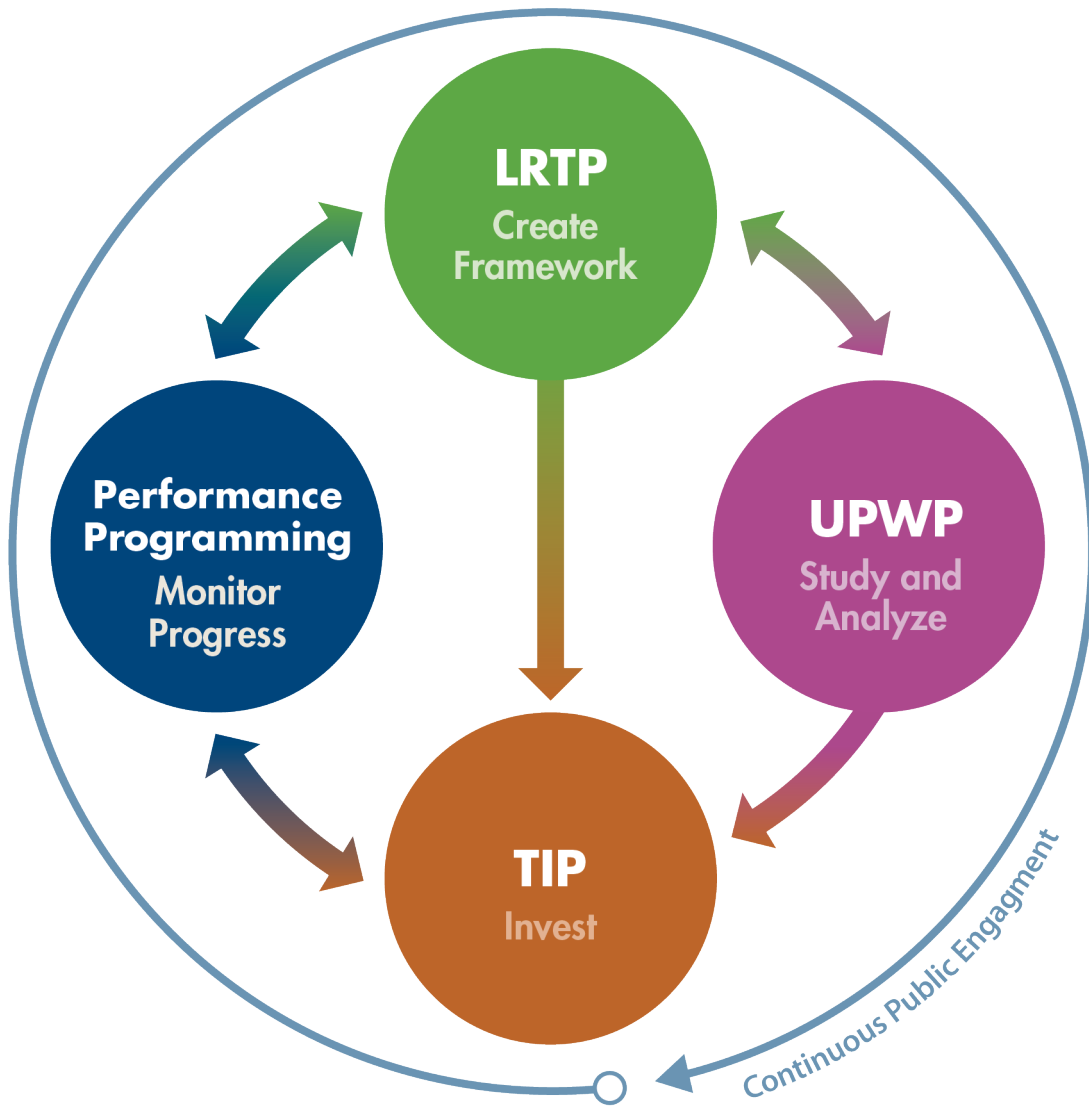 LRTP
Create
Framework
Performance
Programming
Monitor
Progress
UPWP
Study and
Analyze
TIP
Invest
Continuous Public Engagment